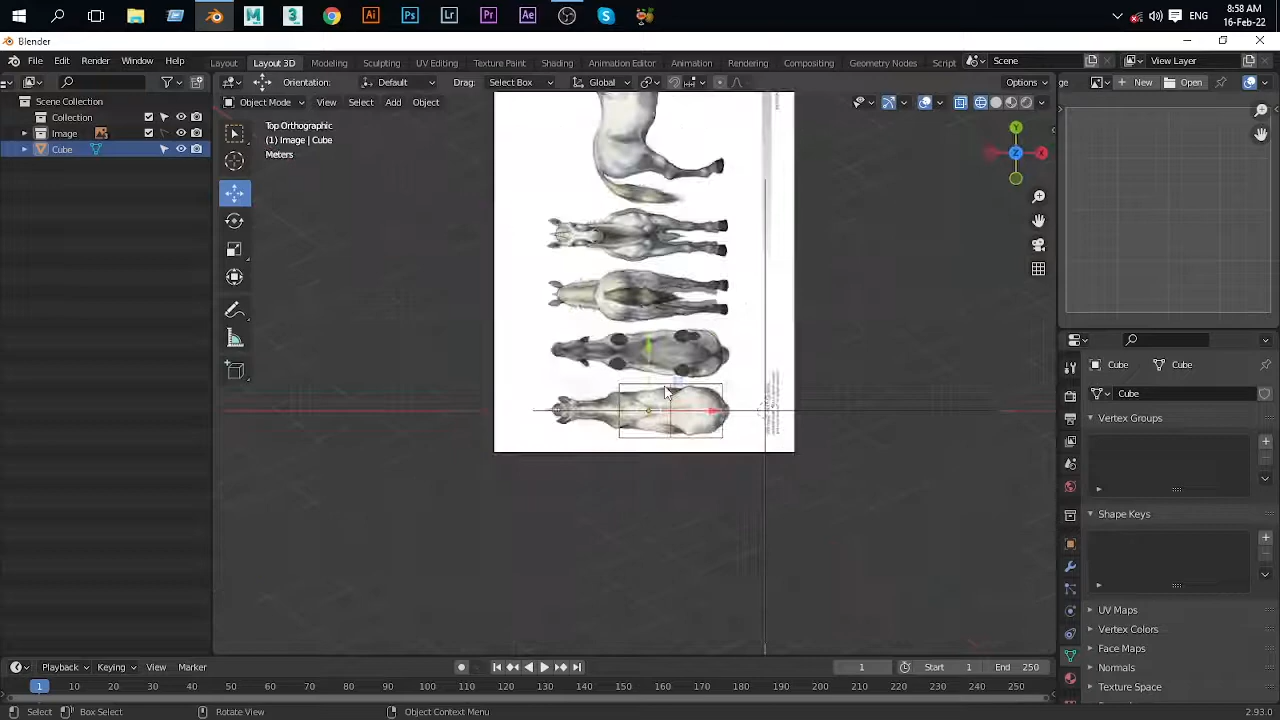 ENG
8:58 AM
16-Feb-22
Blender
File Edit Render Window Help Layout Layout 3D Modeling Sculpting UV Editing Texture Paint Shading Animation Editor Animation Rendering Compositing Geometry Nodes Script Scene View Layer
Orientation: Default Drag: Select Box Global Options New Open
Object Mode View Select Add Object
Scene Collection
Collection
Image
Cube
Top Orthographic
(1) Image | Cube
Meters
Y
Z
X
Cube Cube
Cube
Vertex Groups
Shape Keys
UV Maps
Vertex Colors
Face Maps
Normals
Texture Space
Playback Keying View Marker 1 Start 1 End 250
1 10 20 30 40 50 60 70 80 90 100 110 120 130 140 150 160 170 180 190 200 210 220 230 240 250
Select Box Select Rotate View Object Context Menu 2.93.0